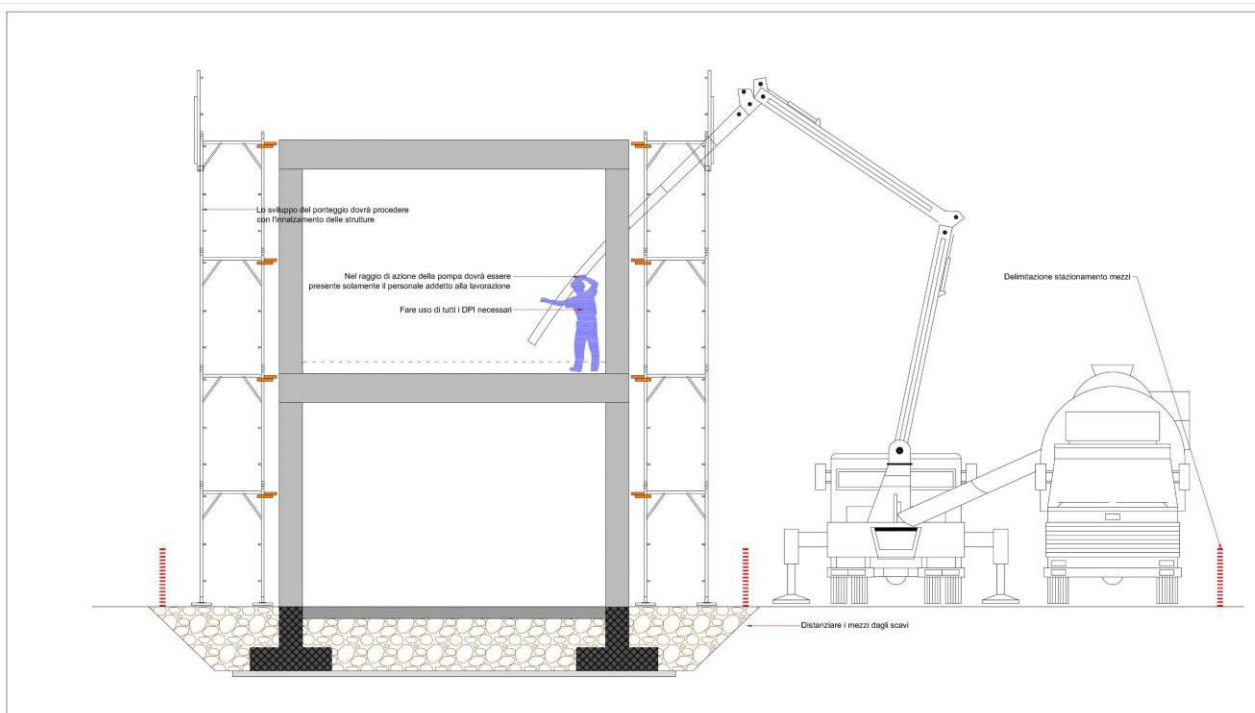 Lo sviluppo del ponteggio dovrà procedere
con l'innalzamento delle strutture
Nel raggio di azione della pompa dovrà essere
presente solamente il personale addetto alla lavorazione
Fare uso di tutti i DPI necessari
Delimitazione stazionamento mezzi
Distanziare i mezzi dagli scavi